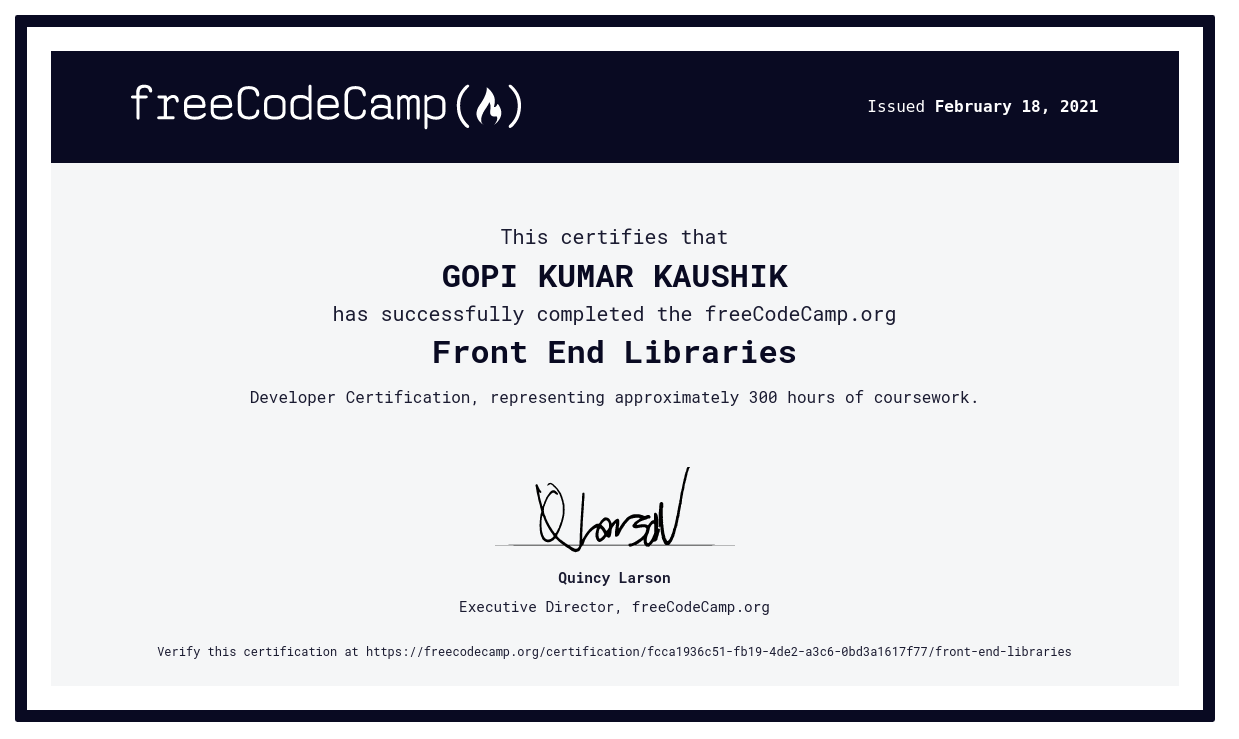 freeCodeCamp(🔥)
Issued February 18, 2021
This certifies that
GOPI KUMAR KAUSHIK
has successfully completed the freeCodeCamp.org
Front End Libraries
Developer Certification, representing approximately 300 hours of coursework.
Q Larson
Quincy Larson
Executive Director, freeCodeCamp.org
Verify this certification at https://freecodecamp.org/certification/fcca1936c51-fb19-4de2-a3c6-0bd3a1617f77/front-end-libraries